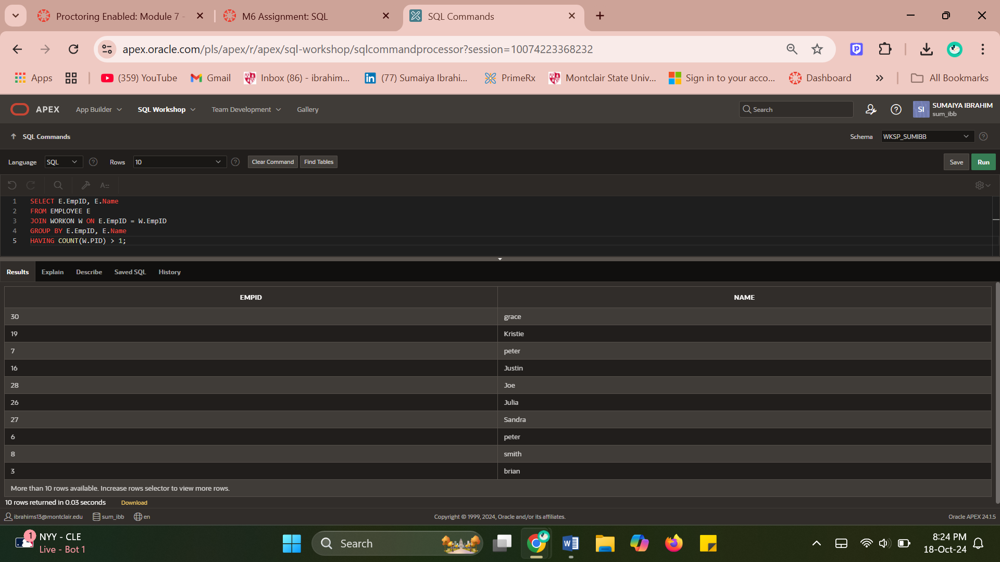 Proctoring Enabled: Module 7 -
M6 Assignment: SQL
SQL Commands
apex.oracle.com/pls/apex/r/apex/sql-workshop/sqlcommandprocessor?session=10074223368232
Apps
(359) YouTube
Gmail
Inbox (86) - ibrahim...
(77) Sumaiya Ibrahi...
PrimeRx
Montclair State Univ...
Sign in to your acco...
Dashboard
All Bookmarks
APEX
App Builder
SQL Workshop
Team Development
Gallery
Search
SI
SUMAIYA IBRAHIM
sum_ibb
SQL Commands
Schema
WKSP_SUMIBB
Language
SQL
Rows
10
Clear Command
Find Tables
Save
Run
1 SELECT E.EmpID, E.Name
2 FROM EMPLOYEE E
3 JOIN WORKON W ON E.EmpID = W.EmpID
4 GROUP BY E.EmpID, E.Name
5 HAVING COUNT(W.PID) > 1;
Results Explain Describe Saved SQL History
EMPID NAME
30 grace
19 Kristie
7 peter
16 Justin
28 Joe
26 Julia
27 Sandra
6 peter
8 smith
3 brian
More than 10 rows available. Increase rows selector to view more rows.
10 rows returned in 0.03 seconds Download
ibrahims13@montclair.edu sum_ibb en
Copyright © 1999, 2024, Oracle and/or its affiliates.
Oracle APEX 24.1.5
1
NYY - CLE
Live - Bot 1
Search
8:24 PM
18-Oct-24